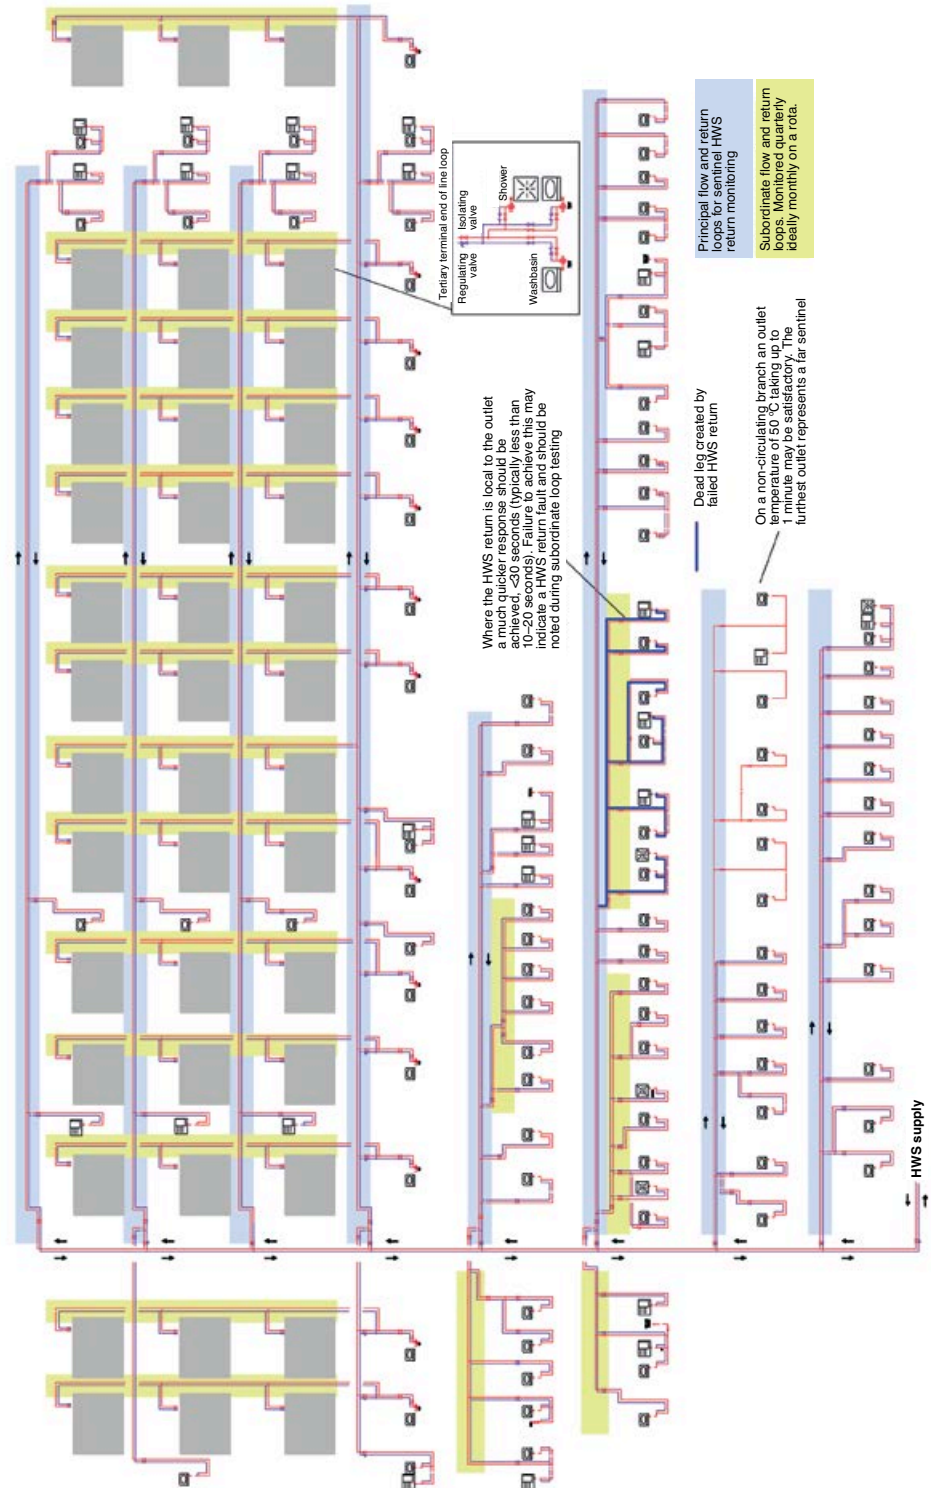 Tertiary terminal end of line loop
Regulating valve
Isolating valve
Shower
Washbasin
Principal flow and return
loops for sentinel HWS
return monitoring
Subordinate flow and return
loops. Monitored quarterly
ideally monthly on a rota.
Where the HWS return is local to the outlet
a much quicker response should be
achieved, <30 seconds (typically less than
10–20 seconds). Failure to achieve this may
indicate a HWS return fault and should be
noted during subordinate loop testing
Dead leg created by
failed HWS return
On a non-circulating branch an outlet
temperature of 50 °C taking up to
1 minute may be satisfactory. The
furthest outlet represents a far sentinel
HWS supply